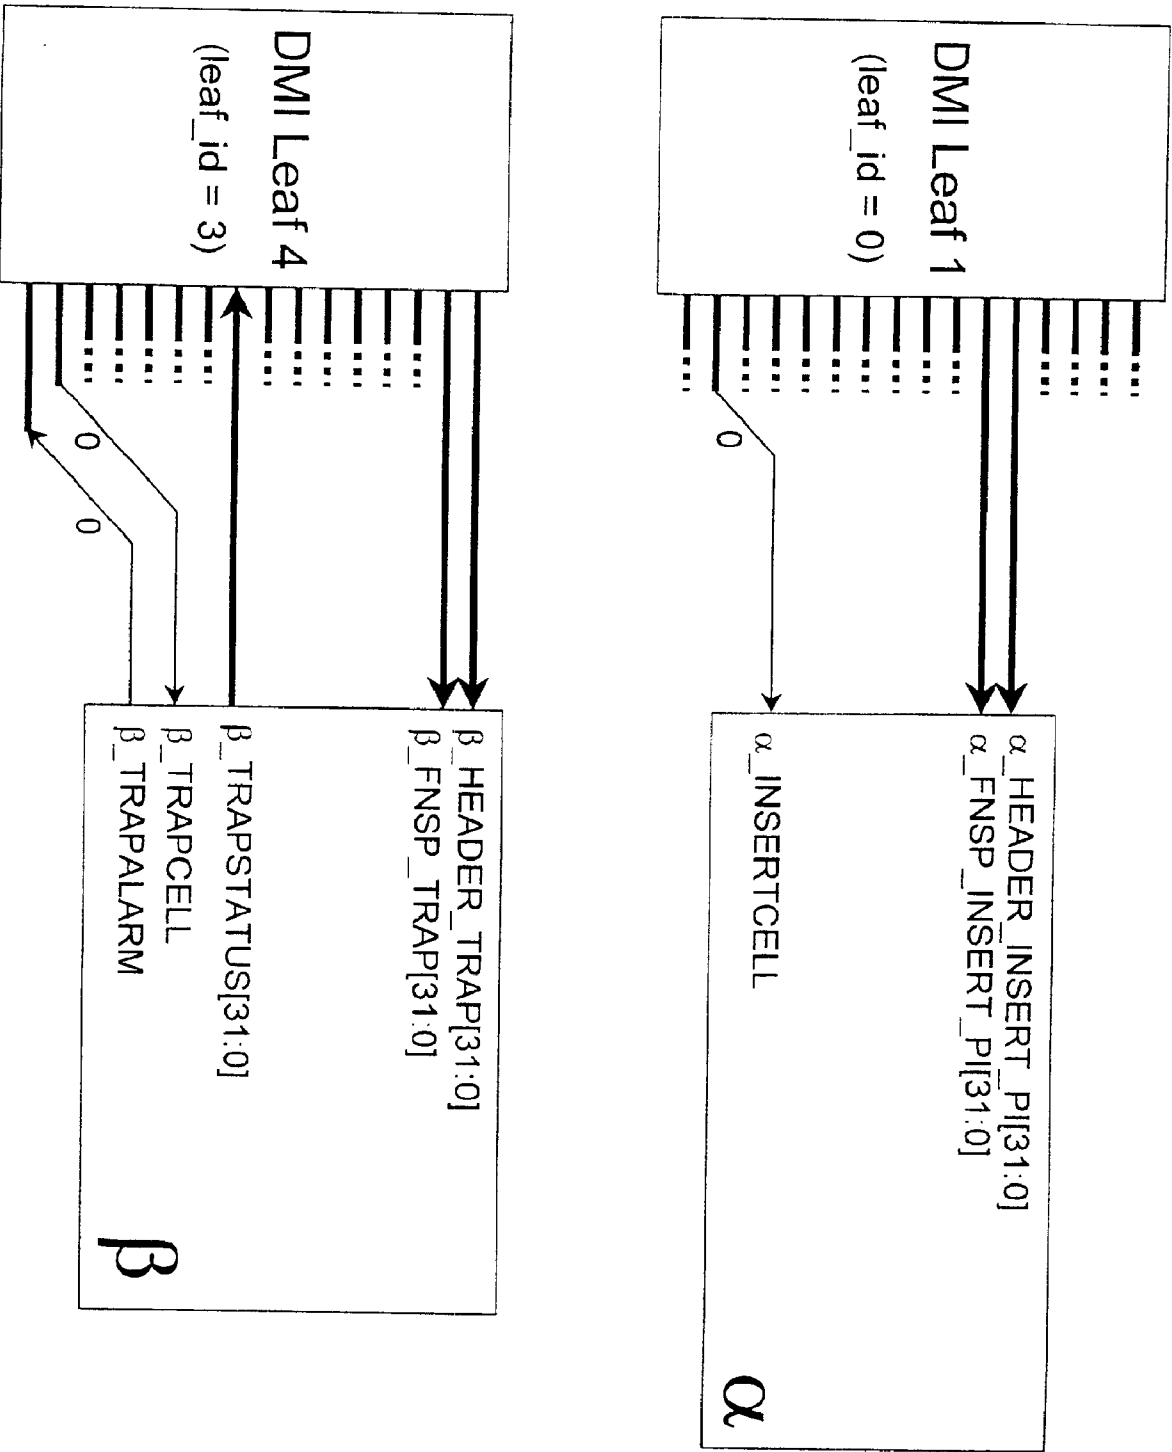 DMI Leaf 1
(leaf_id = 0)
0
α_HEADER_INSERT_PI[31:0]
α_FNSP_INSERT_PI[31:0]
α_INSERTCELL
α
DMI Leaf 4
(leaf_id = 3)
0
0
β_HEADER_TRAP[31:0]
β_FNSP_TRAP[31:0]
β_TRAPSTATUS[31:0]
β_TRAPCELL
β_TRAPALARM
β